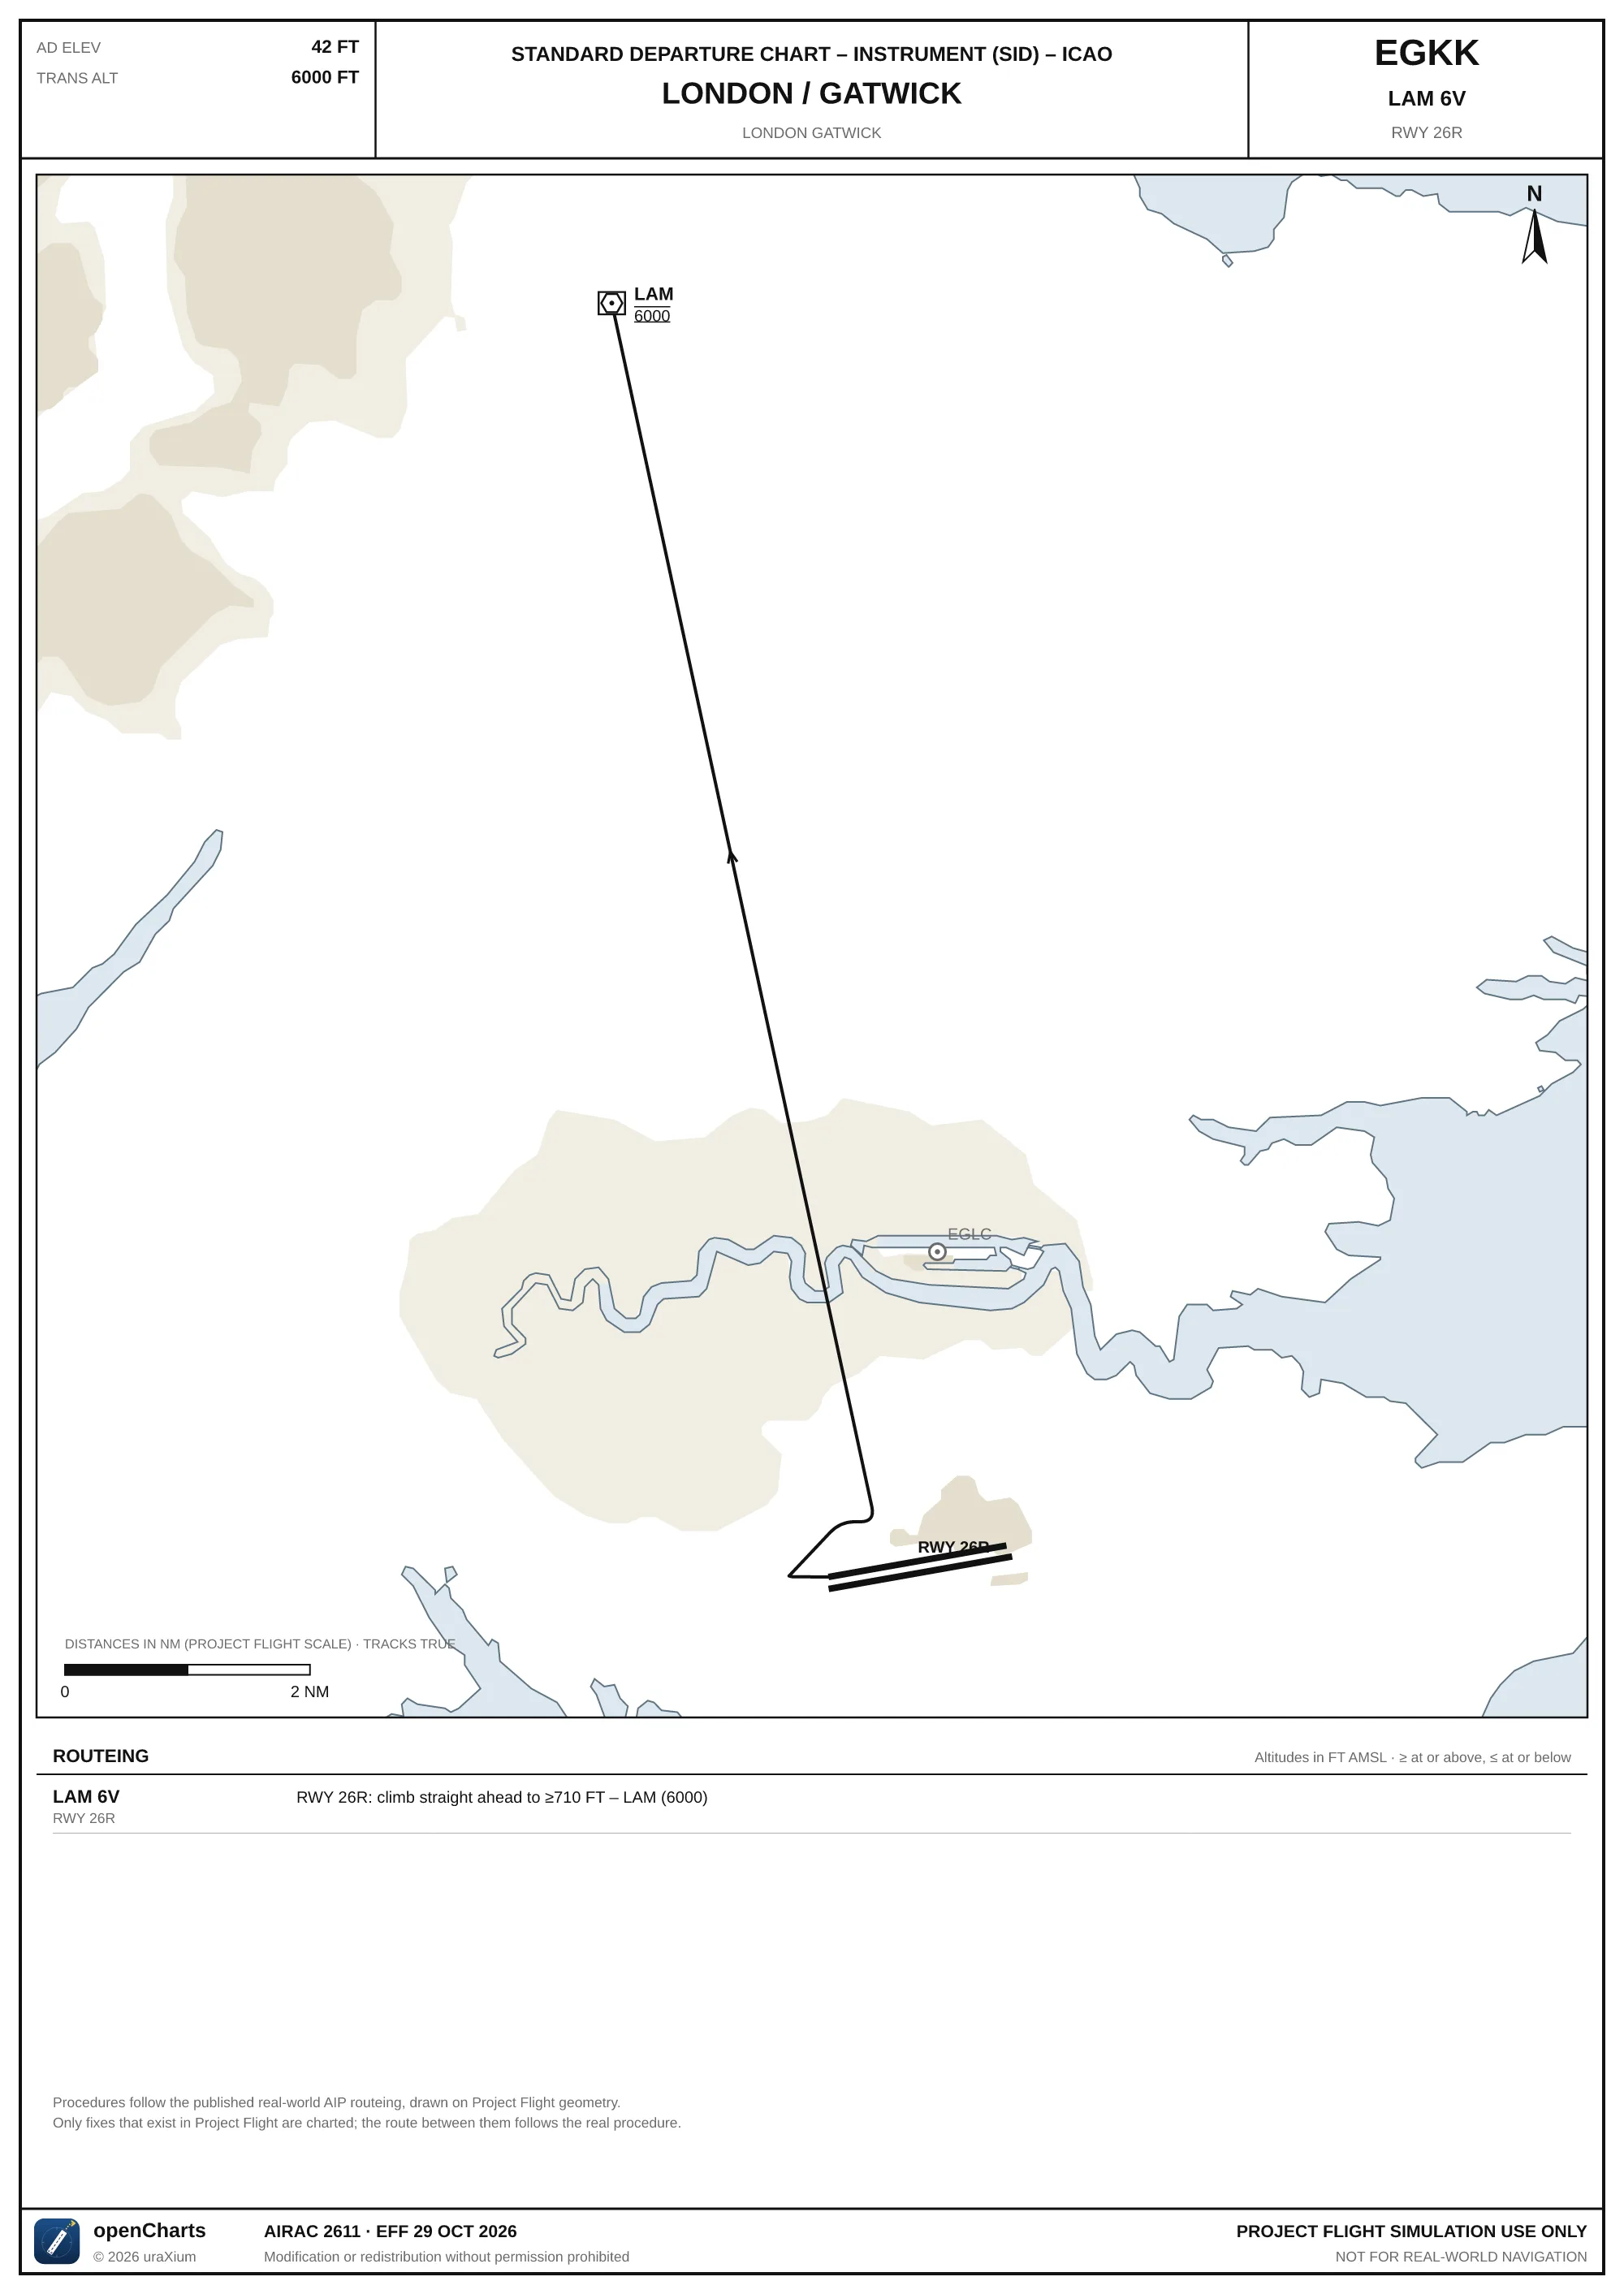 AD ELEV 42 FT
TRANS ALT 6000 FT
STANDARD DEPARTURE CHART – INSTRUMENT (SID) – ICAO
LONDON / GATWICK
LONDON GATWICK
EGKK
LAM 6V
RWY 26R
N
LAM
6000
EGLC
RWY 26R
DISTANCES IN NM (PROJECT FLIGHT SCALE) · TRACKS TRUE
0 2 NM
ROUTEING Altitudes in FT AMSL · ≥ at or above, ≤ at or below
LAM 6V RWY 26R: climb straight ahead to ≥710 FT – LAM (6000)
RWY 26R
Procedures follow the published real-world AIP routeing, drawn on Project Flight geometry.
Only fixes that exist in Project Flight are charted; the route between them follows the real procedure.
openCharts AIRAC 2611 · EFF 29 OCT 2026 PROJECT FLIGHT SIMULATION USE ONLY
© 2026 uraXium Modification or redistribution without permission prohibited NOT FOR REAL-WORLD NAVIGATION